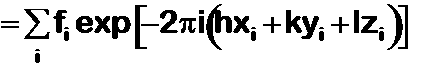 =∑ᵢ fᵢ exp[−2πi(hxᵢ+kyᵢ+lzᵢ)]